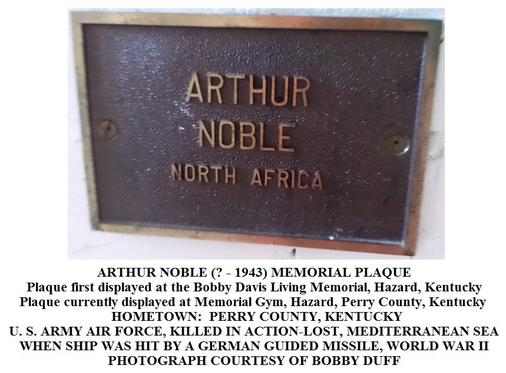 ARTHUR
NOBLE
NORTH AFRICA
ARTHUR NOBLE (? - 1943) MEMORIAL PLAQUE
Plaque first displayed at the Bobby Davis Living Memorial, Hazard, Kentucky
Plaque currently displayed at Memorial Gym, Hazard, Perry County, Kentucky
HOMETOWN: PERRY COUNTY, KENTUCKY
U. S. ARMY AIR FORCE, KILLED IN ACTION-LOST, MEDITERRANEAN SEA
WHEN SHIP WAS HIT BY A GERMAN GUIDED MISSILE, WORLD WAR II
PHOTOGRAPH COURTESY OF BOBBY DUFF